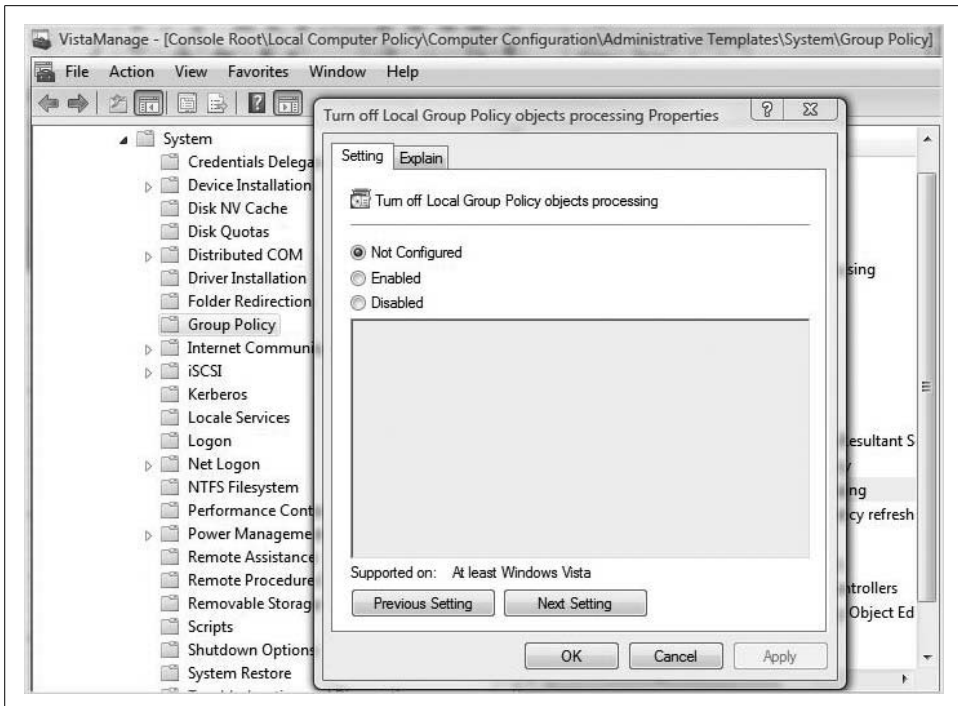 VistaManage - [Console Root\Local Computer Policy\Computer Configuration\Administrative Templates\System\Group Policy]
File Action View Favorites Window Help
Turn off Local Group Policy objects processing Properties
Setting Explain
Turn off Local Group Policy objects processing
Not Configured
Enabled
Disabled
Supported on: At least Windows Vista
Previous Setting Next Setting
OK Cancel Apply
System
Credentials Delega
Device Installation
Disk NV Cache
Disk Quotas
Distributed COM
Driver Installation
Folder Redirection
Group Policy
Internet Communi
iSCSI
Kerberos
Locale Services
Logon
Net Logon
NTFS Filesystem
Performance Cont
Power Manageme
Remote Assistance
Remote Procedure
Removable Storag
Scripts
Shutdown Options
System Restore
sing
esultant S
y
ng
cy refresh
ntrollers
Object Ed